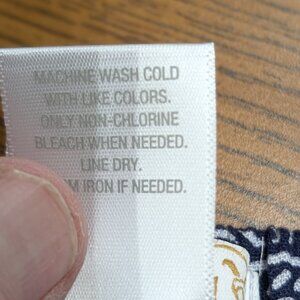 MACHINE WASH COLD
WITH LIKE COLORS.
ONLY NON-CHLORINE
BLEACH WHEN NEEDED.
LINE DRY.
M IRON IF NEEDED.